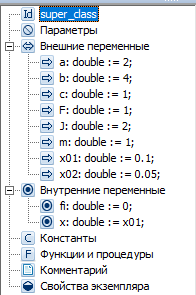 Id super_class
Параметры
Внешние переменные
a: double := 2;
b: double := 4;
c: double := 1;
F: double := 1;
J: double := 2;
m: double := 1;
x01: double := 0.1;
x02: double := 0.05;
Внутренние переменные
fi: double := 0;
x: double := x01;
C Константы
F Функции и процедуры
Комментарий
Свойства экземпляра